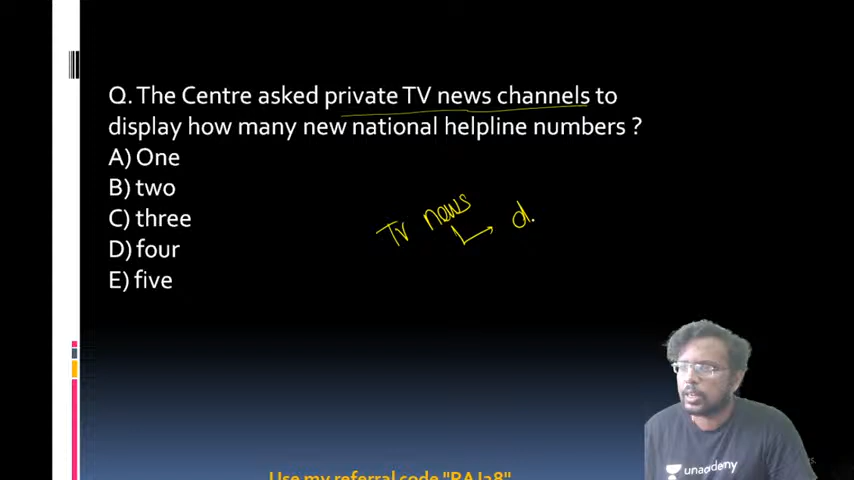 Q. The Centre asked private TV news channels to
display how many new national helpline numbers ?
A) One
B) two
C) three
D) four
E) five
Tv news
d.
unacademy
Use my referral code "RAJ28"